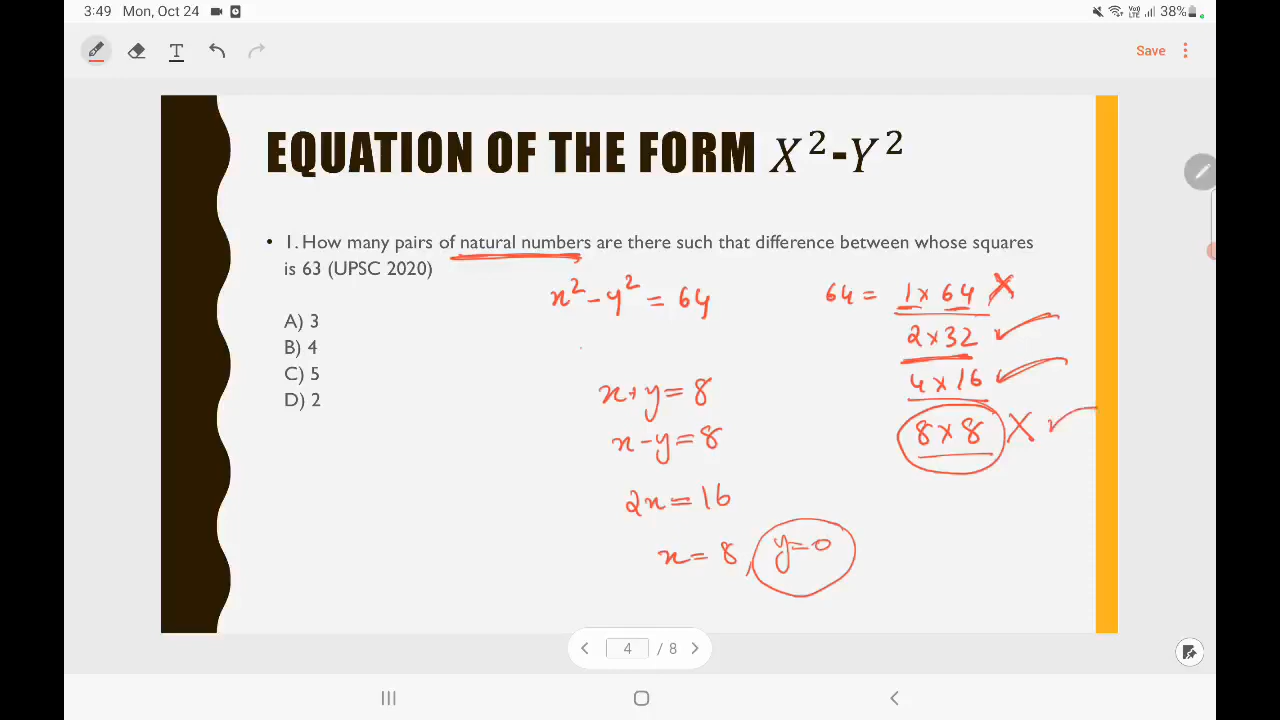 3:49 Mon, Oct 24
38%
Save
EQUATION OF THE FORM X²-Y²
• 1. How many pairs of natural numbers are there such that difference between whose squares
is 63 (UPSC 2020)
A) 3
B) 4
C) 5
D) 2
x² - y² = 64
x + y = 8
x - y = 8
2x = 16
x = 8, y = 0
64 = 1 x 64
2 x 32
4 x 16
8 x 8
4 / 8